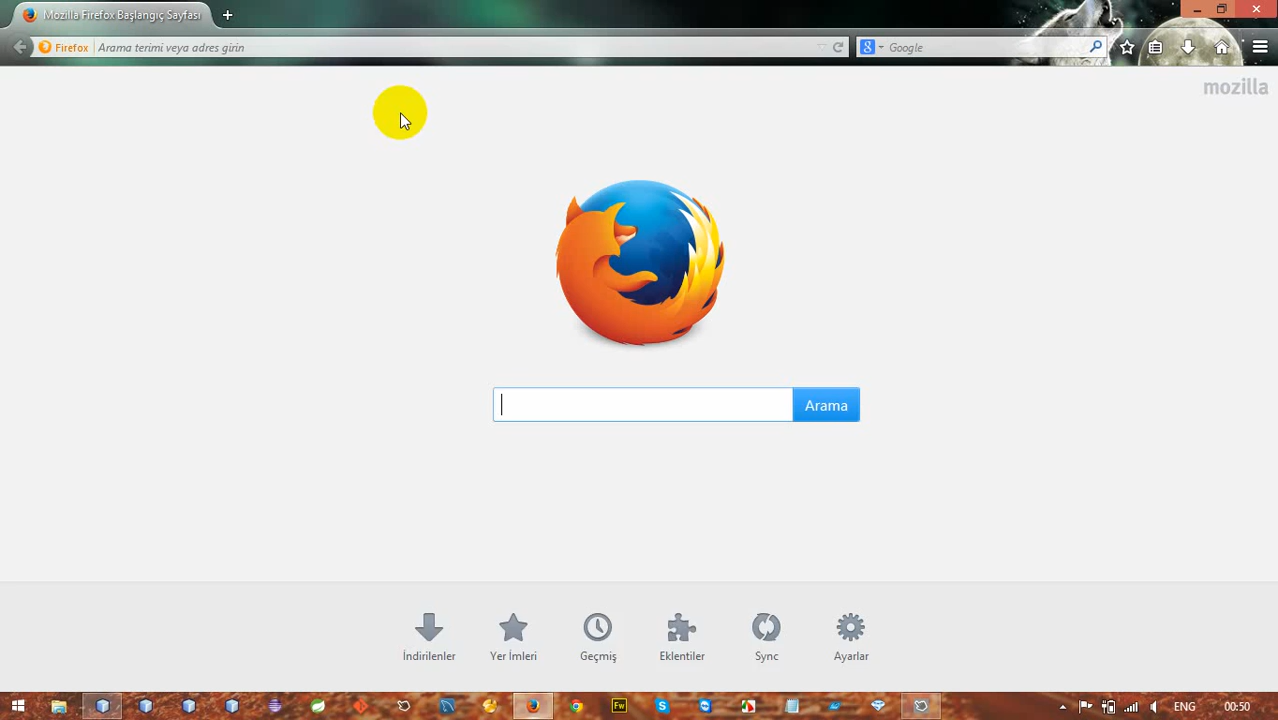 Mozilla Firefox Başlangıç Sayfası
Firefox
Arama terimi veya adres girin
Google
mozilla
Arama
İndirilenler
Yer İmleri
Geçmiş
Eklentiler
Sync
Ayarlar
Fw
ENG
00:50